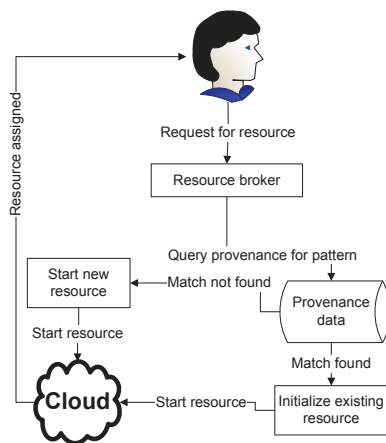 Request for resource
Resource broker
Resource assigned
Query provenance for pattern
Start new
resource
Match not found
Provenance
data
Start resource
Match found
Cloud
Start resource
Initialize existing
resource